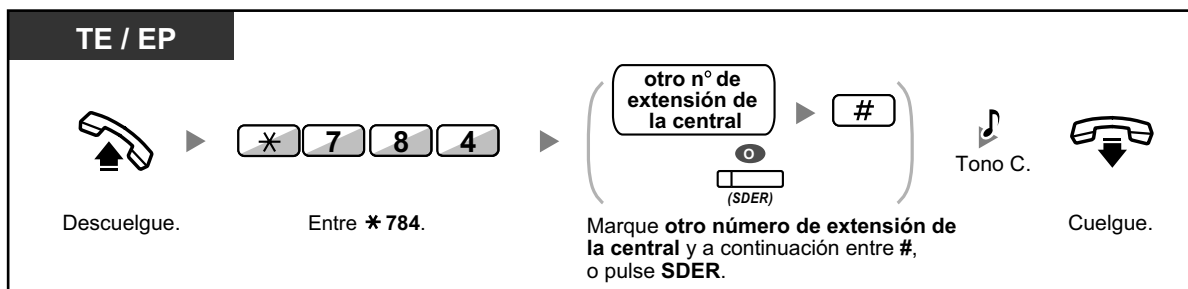 TE / EP
otro n° de
extensión de
la central
#
* 7 8 4
O
(SDER)
Tono C.
Descuelgue.
Entre * 784.
Marque otro número de extensión de
la central y a continuación entre #,
o pulse SDER.
Cuelgue.